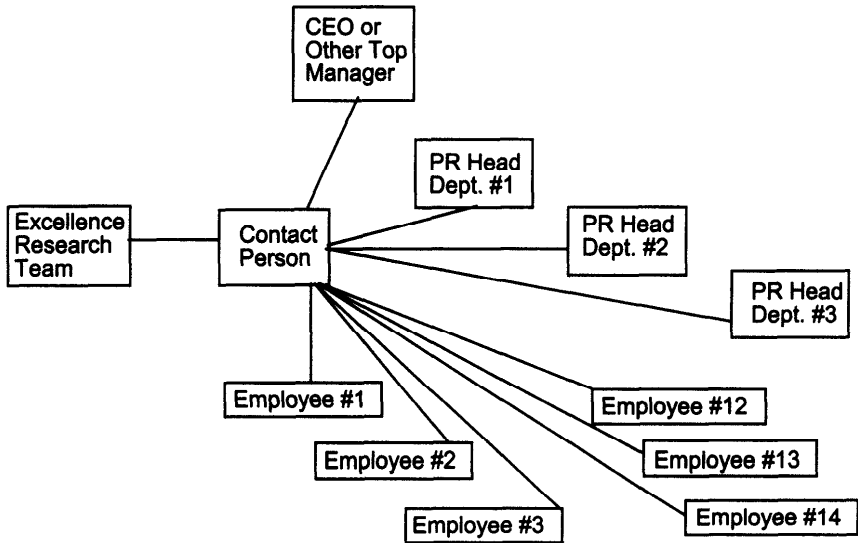 CEO or
Other Top
Manager
PR Head
Dept. #1
Excellence
Research
Team
Contact
Person
PR Head
Dept. #2
PR Head
Dept. #3
Employee #1
Employee #12
Employee #2
Employee #13
Employee #3
Employee #14